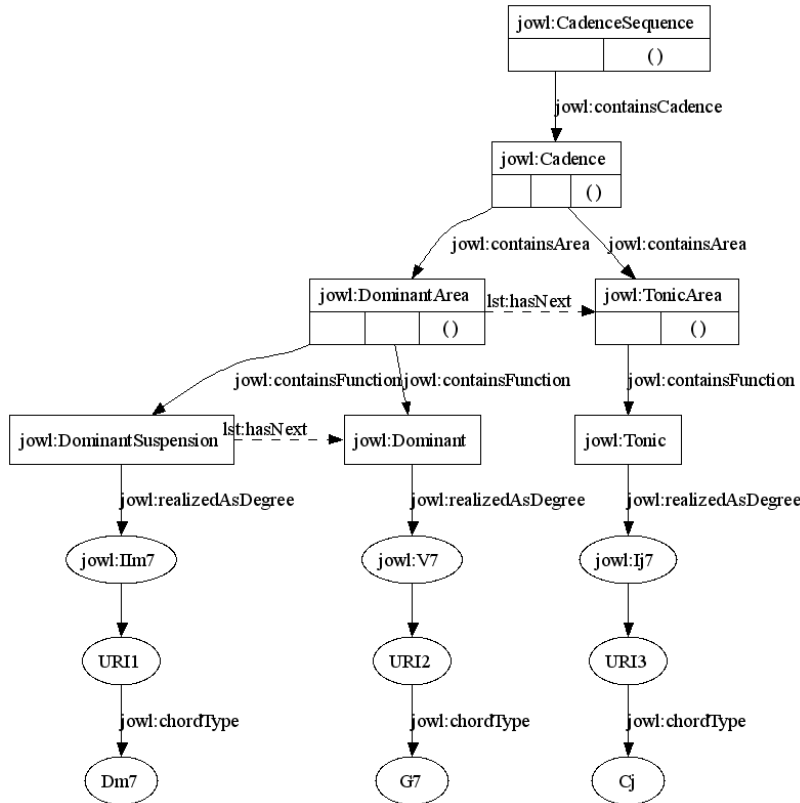 jowl:CadenceSequence
()
jowl:containsCadence
jowl:Cadence
()
jowl:containsArea
jowl:containsArea
jowl:DominantArea
lst:hasNext
jowl:TonicArea
()
()
jowl:containsFunction
jowl:containsFunction
jowl:containsFunction
jowl:DominantSuspension
lst:hasNext
jowl:Dominant
jowl:Tonic
jowl:realizedAsDegree
jowl:realizedAsDegree
jowl:realizedAsDegree
jowl:IIm7
jowl:V7
jowl:Ij7
URI1
URI2
URI3
jowl:chordType
jowl:chordType
jowl:chordType
Dm7
G7
Cj